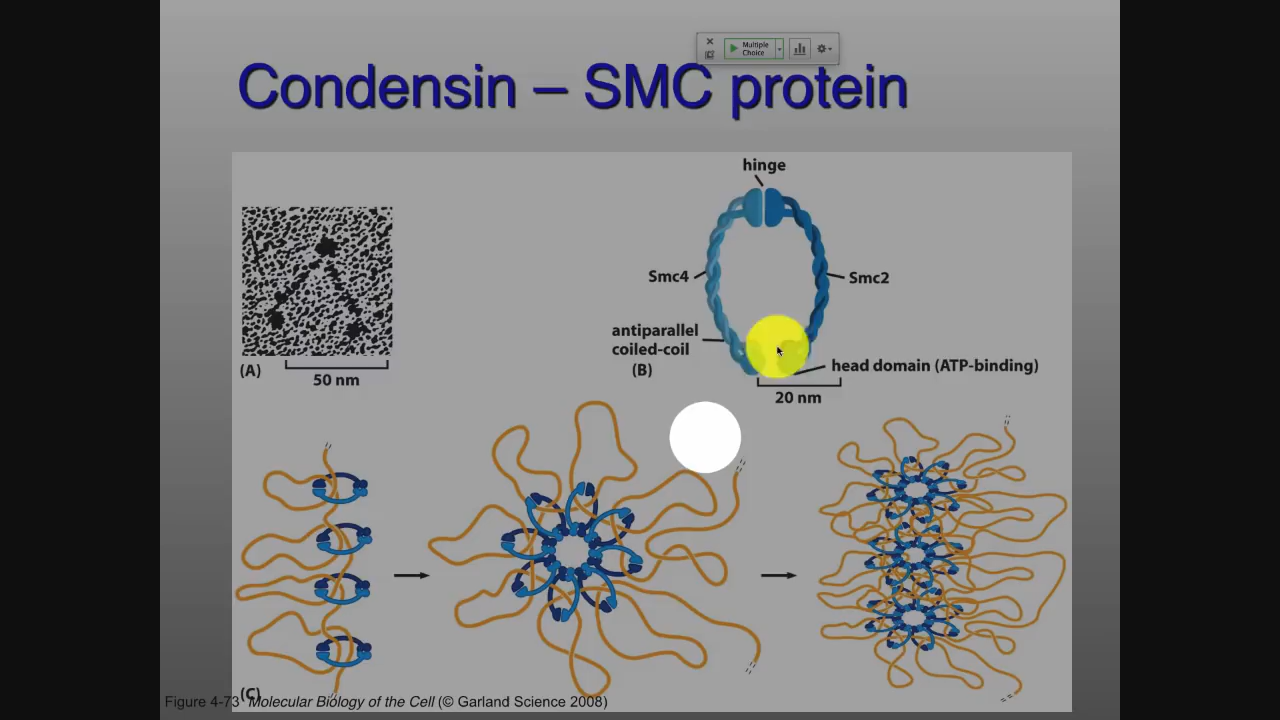 Multiple
Choice
Condensin – SMC protein
hinge
Smc4
Smc2
antiparallel
coiled-coil
(B)
head domain (ATP-binding)
20 nm
(A)
50 nm
(C)
Figure 4-73 Molecular Biology of the Cell (© Garland Science 2008)